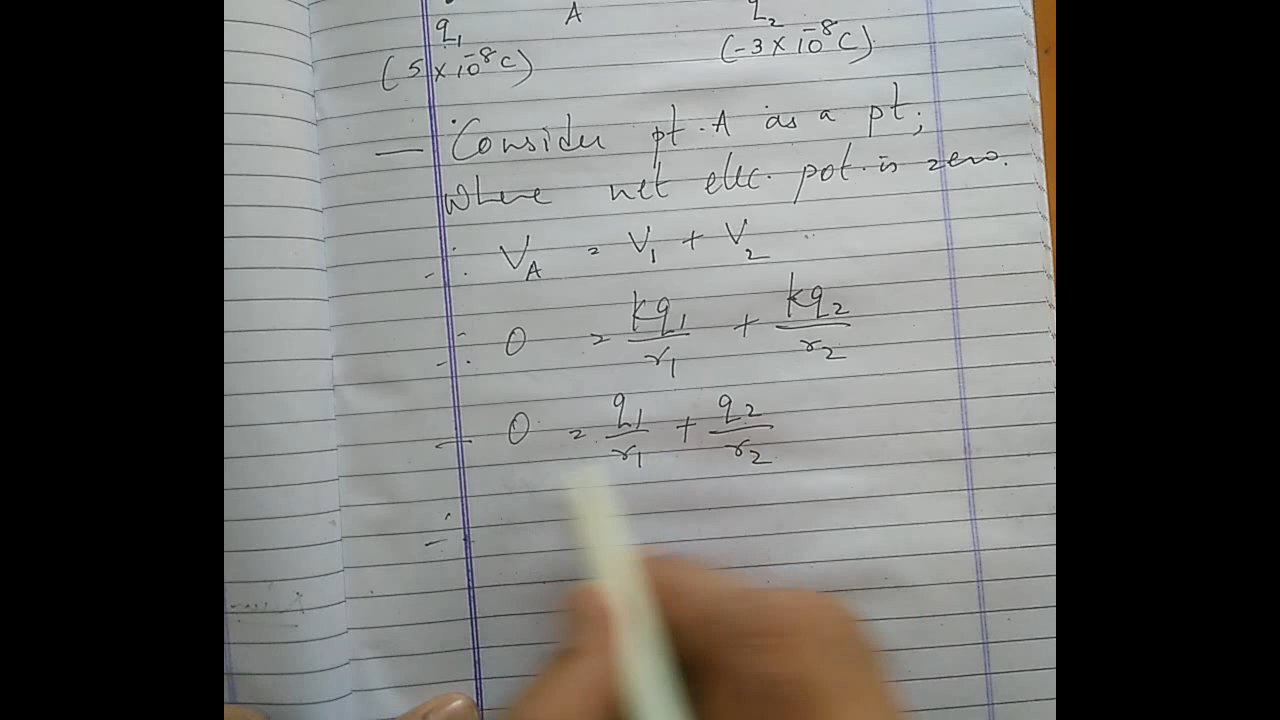 q₁ A q₂
(5 × 10⁻⁸ C) (-3 × 10⁻⁸ C)
— Consider pt. A as a pt;
where net elec. pot. is zero.
∴ V_A = V₁ + V₂
∴ 0 = kq₁/r₁ + kq₂/r₂
∴ 0 = q₁/r₁ + q₂/r₂
∴